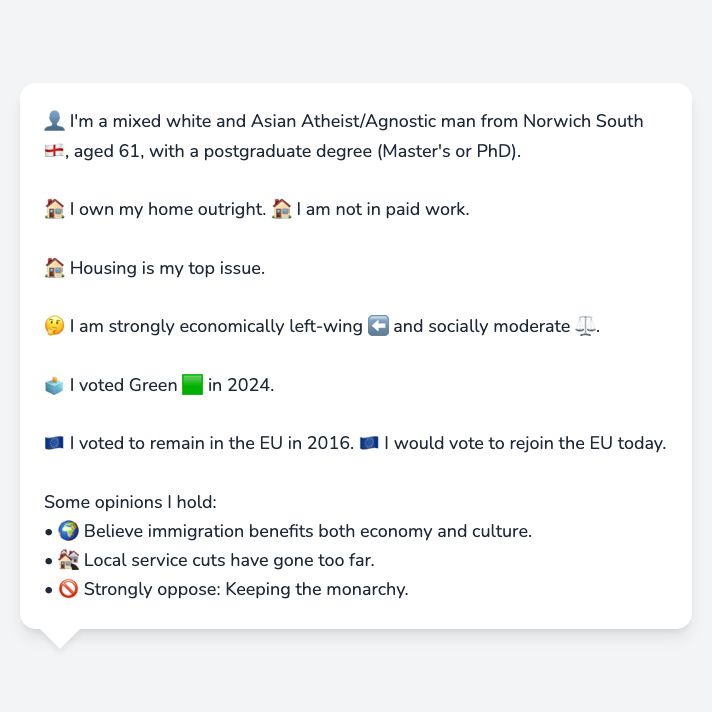 👤 I'm a mixed white and Asian Atheist/Agnostic man from Norwich South
🏴󠁧󠁢󠁥󠁮󠁧󠁿, aged 61, with a postgraduate degree (Master's or PhD).
🏠 I own my home outright. 🏠 I am not in paid work.
🏠 Housing is my top issue.
🤔 I am strongly economically left-wing ⬅️ and socially moderate ⚖️.
🗳️ I voted Green 🟩 in 2024.
🇪🇺 I voted to remain in the EU in 2016. 🇪🇺 I would vote to rejoin the EU today.
Some opinions I hold:
• 🌍 Believe immigration benefits both economy and culture.
• 🏚️ Local service cuts have gone too far.
• 🚫 Strongly oppose: Keeping the monarchy.